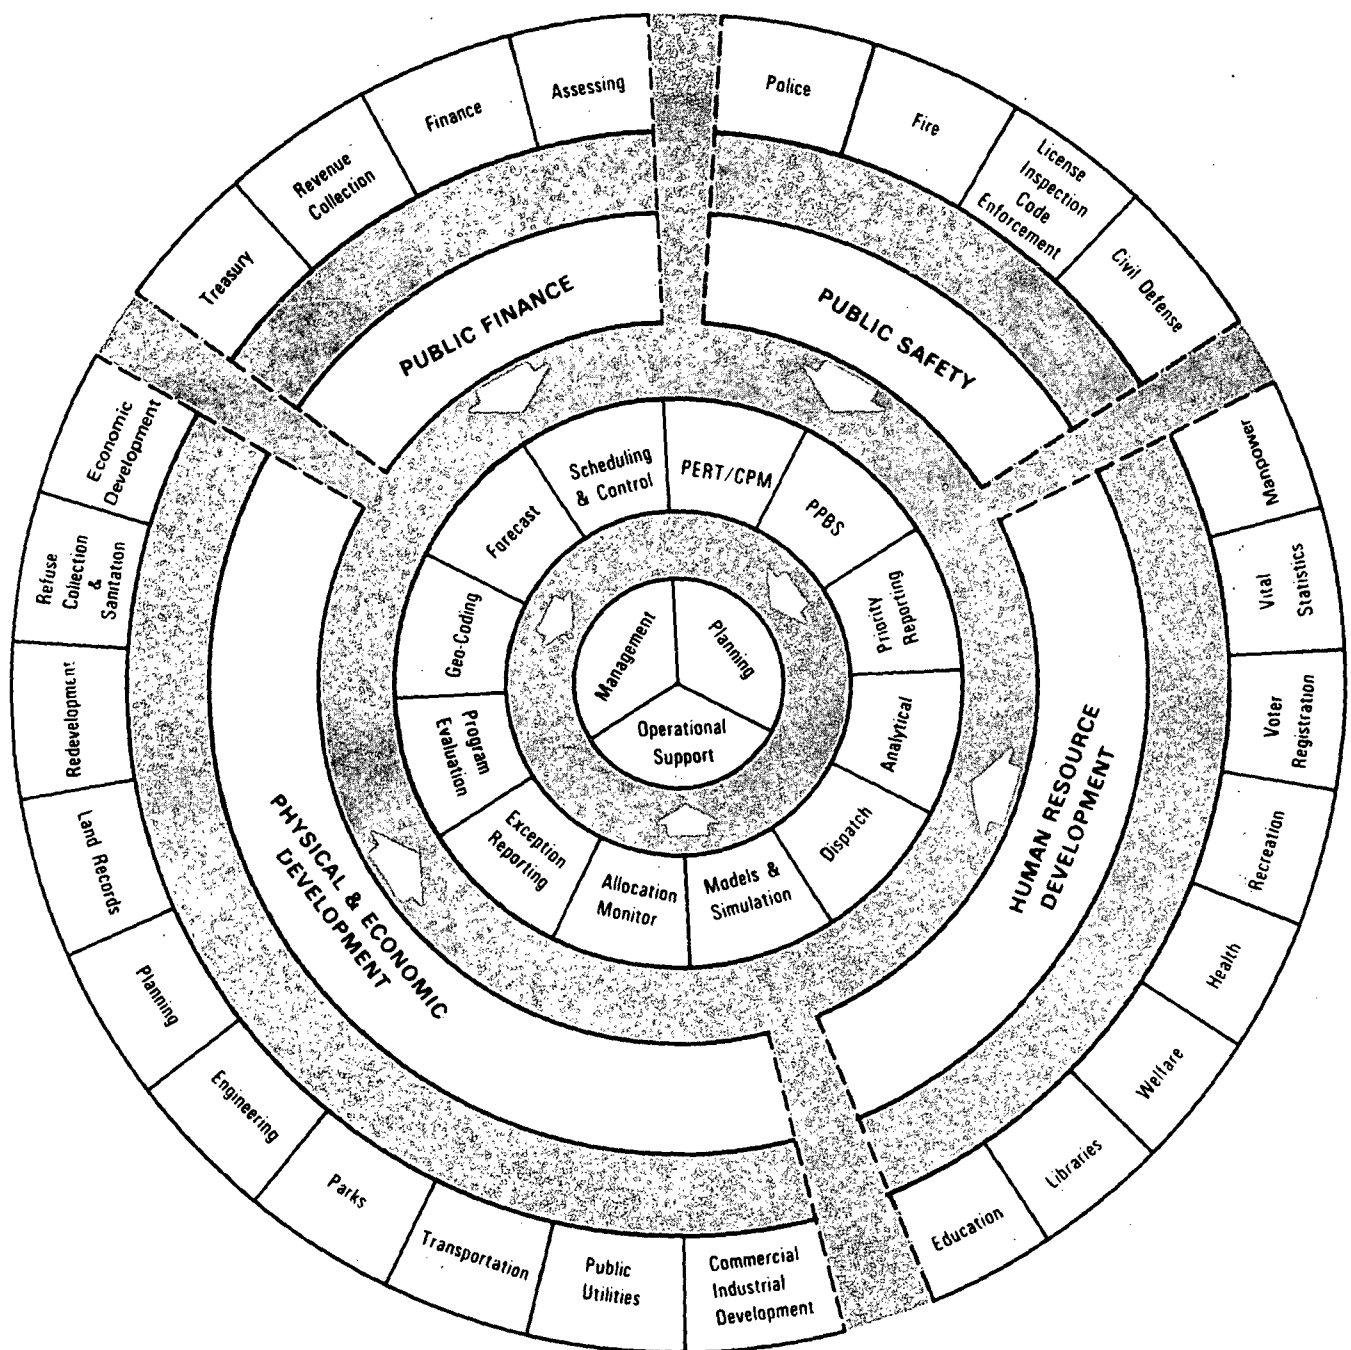 Assessing
Finance
Revenue
Collection
Treasury
Police
Fire
License
Inspection
Code
Enforcement
Civil Defense
PUBLIC FINANCE
PUBLIC SAFETY
Economic
Development
Refuse
Collection
&
Sanitation
Redevelopment
Land Records
Planning
Engineering
Parks
Transportation
Public
Utilities
Commercial
Industrial
Development
PHYSICAL & ECONOMIC
DEVELOPMENT
Manpower
Vital
Statistics
Voter
Registration
Recreation
Health
Welfare
Libraries
Education
HUMAN RESOURCE
DEVELOPMENT
Scheduling
& Control
PERT/CPM
PPBS
Priority
Reporting
Analytical
Dispatch
Models &
Simulation
Allocation
Monitor
Exception
Reporting
Program
Evaluation
Geo-Coding
Forecast
Management
Planning
Operational
Support